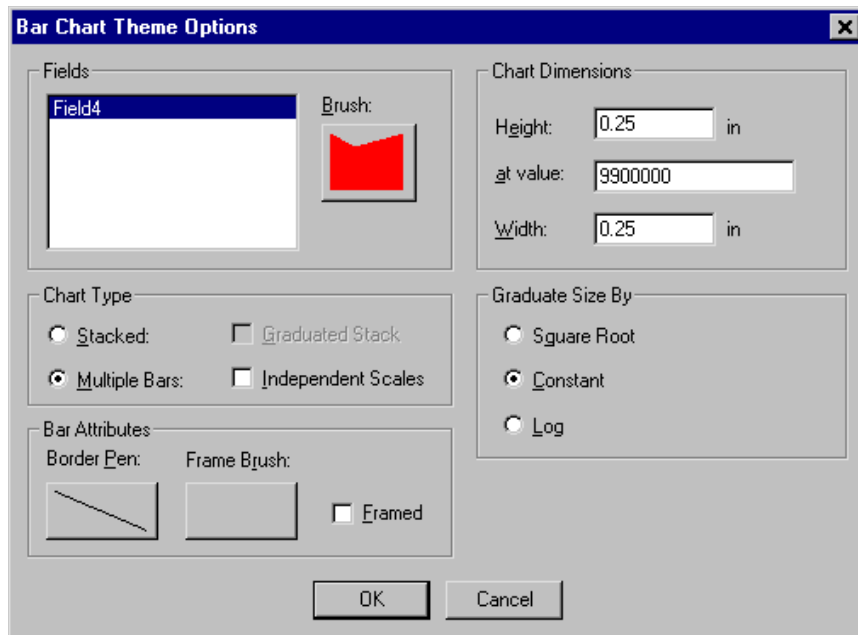 Bar Chart Theme Options
Fields
Field4
Brush:
Chart Dimensions
Height: 0.25 in
at value: 9900000
Width: 0.25 in
Chart Type
Stacked: Graduated Stack
Multiple Bars: Independent Scales
Graduate Size By
Sguare Root
Constant
Log
Bar Attributes
Border Pen: Frame Brush:
Framed
OK Cancel